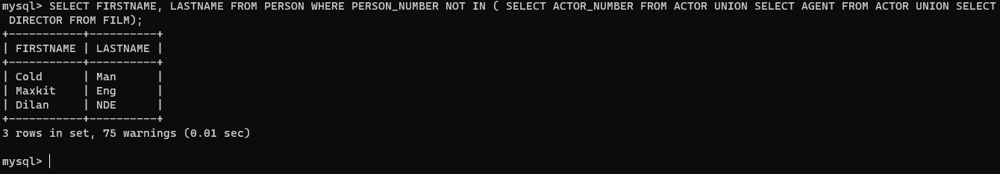 mysql> SELECT FIRSTNAME, LASTNAME FROM PERSON WHERE PERSON_NUMBER NOT IN ( SELECT ACTOR_NUMBER FROM ACTOR UNION SELECT AGENT FROM ACTOR UNION SELECT
 DIRECTOR FROM FILM);
+-----------+----------+
| FIRSTNAME | LASTNAME |
+-----------+----------+
| Cold      | Man      |
| Maxkit    | Eng      |
| Dilan     | NDE      |
+-----------+----------+
3 rows in set, 75 warnings (0.01 sec)
mysql>